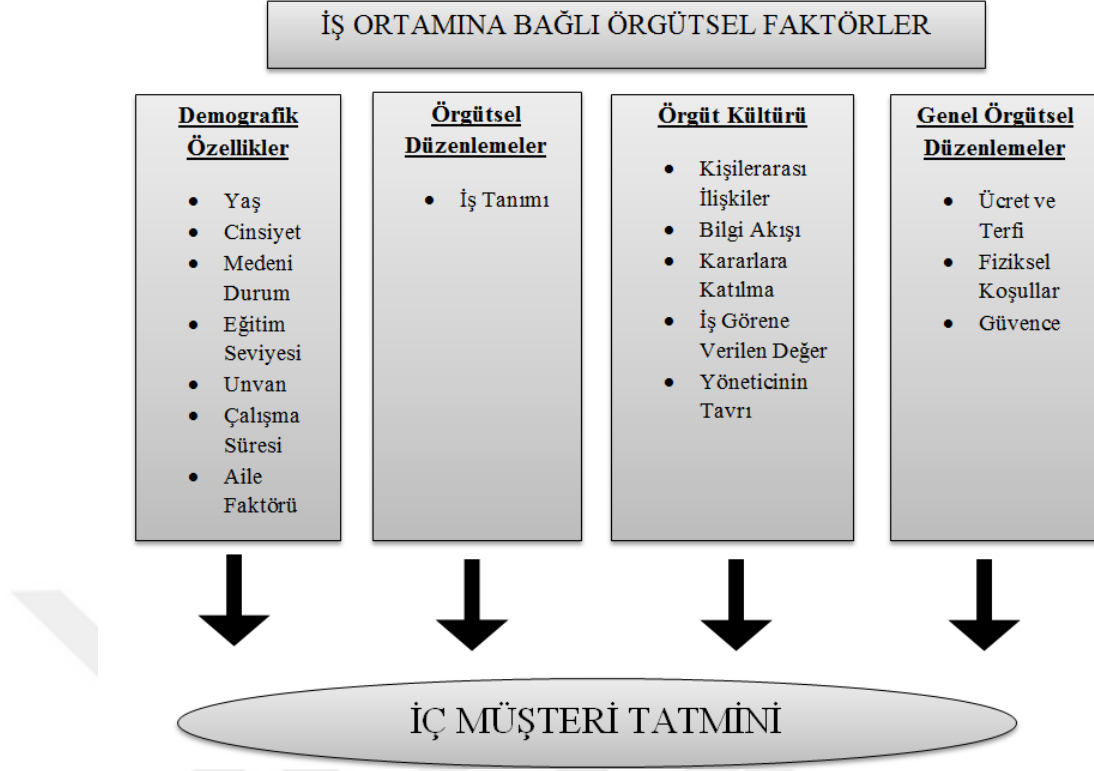 İŞ ORTAMINA BAĞLI ÖRGÜTSEL FAKTÖRLER
Demografik
Özellikler
• Yaş
• Cinsiyet
• Medeni
Durum
• Eğitim
Seviyesi
• Unvan
• Çalışma
Süresi
• Aile
Faktörü
Örgütsel
Düzenlemeler
• İş Tanımı
Örgüt Kültürü
• Kişilerarası
İlişkiler
• Bilgi Akışı
• Kararlara
Katılma
• İş Görene
Verilen Değer
• Yöneticinin
Tavrı
Genel Örgütsel
Düzenlemeler
• Ücret ve
Terfi
• Fiziksel
Koşullar
• Güvence
İÇ MÜŞTERİ TATMİNİ